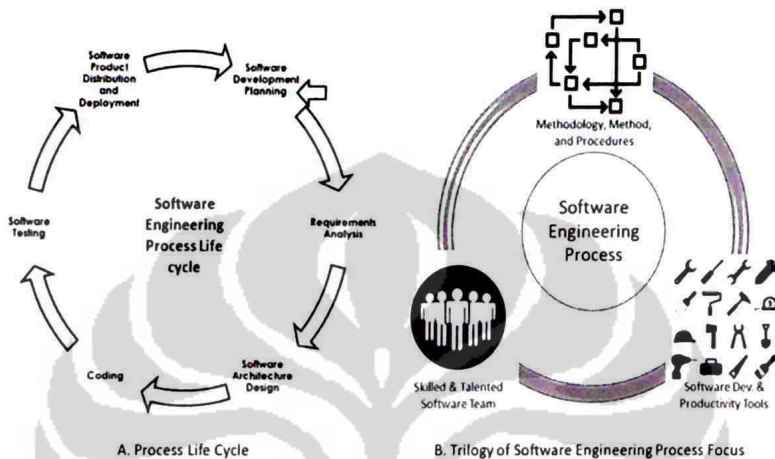 Software
Product
Distribution
and
Deployment
Software
Development
Planning
Requirements
Analysis
Software
Architecture
Design
Coding
Software
Testing
Software
Engineering
Process Life
cycle
A. Process Life Cycle
Methodology, Method,
and Procedures
Software
Engineering
Process
Skilled & Talented
Software Team
Software Dev. &
Productivity Tools
B. Trilogy of Software Engineering Process Focus